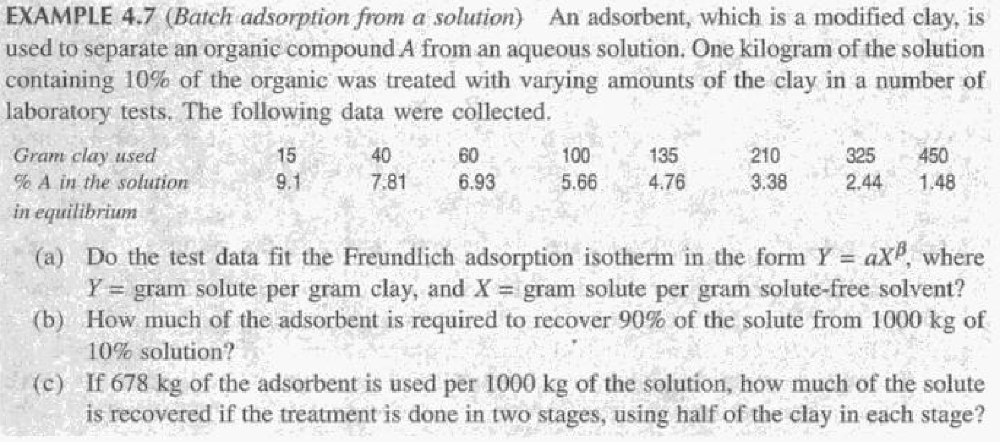 EXAMPLE 4.7 (Batch adsorption from a solution) An adsorbent, which is a modified clay, is
used to separate an organic compound A from an aqueous solution. One kilogram of the solution
containing 10% of the organic was treated with varying amounts of the clay in a number of
laboratory tests. The following data were collected.
Gram clay used 15 40 60 100 135 210 325 450
% A in the solution 9.1 7.81 6.93 5.66 4.76 3.38 2.44 1.48
in equilibrium
(a) Do the test data fit the Freundlich adsorption isotherm in the form Y = aX^β, where
Y = gram solute per gram clay, and X = gram solute per gram solute-free solvent?
(b) How much of the adsorbent is required to recover 90% of the solute from 1000 kg of
10% solution?
(c) If 678 kg of the adsorbent is used per 1000 kg of the solution, how much of the solute
is recovered if the treatment is done in two stages, using half of the clay in each stage?